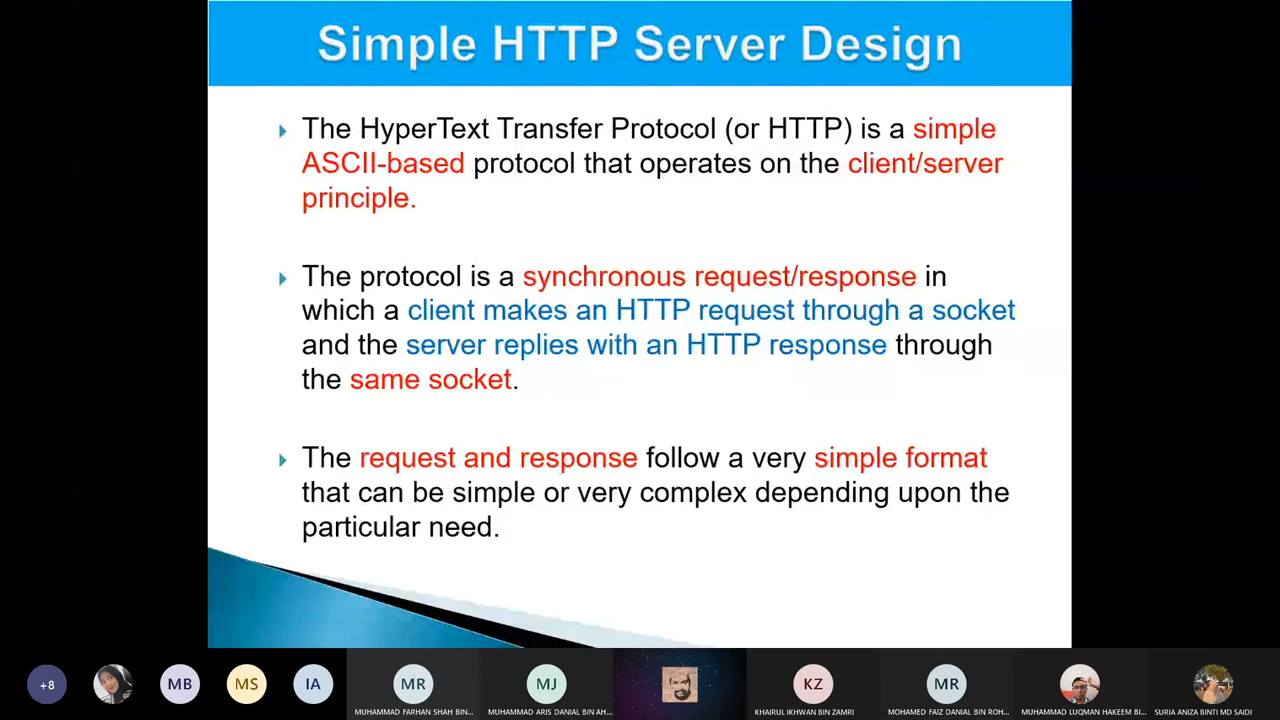 Simple HTTP Server Design
The HyperText Transfer Protocol (or HTTP) is a simple
ASCII-based protocol that operates on the client/server
principle.
The protocol is a synchronous request/response in
which a client makes an HTTP request through a socket
and the server replies with an HTTP response through
the same socket.
The request and response follow a very simple format
that can be simple or very complex depending upon the
particular need.
+8
MB
MS
IA
MR
MJ
KZ
MR
MUHAMMAD FARHAN SHAH BIN...
MUHAMMAD ARIS DANIAL BIN AH...
KHAIRUL IKHWAN BIN ZAMRI
MOHAMED FAIZ DANIAL BIN ROH...
MUHAMMAD LUQMAN HAKEEM BI...
SURIA ANIZA BINTI MD SAIDI